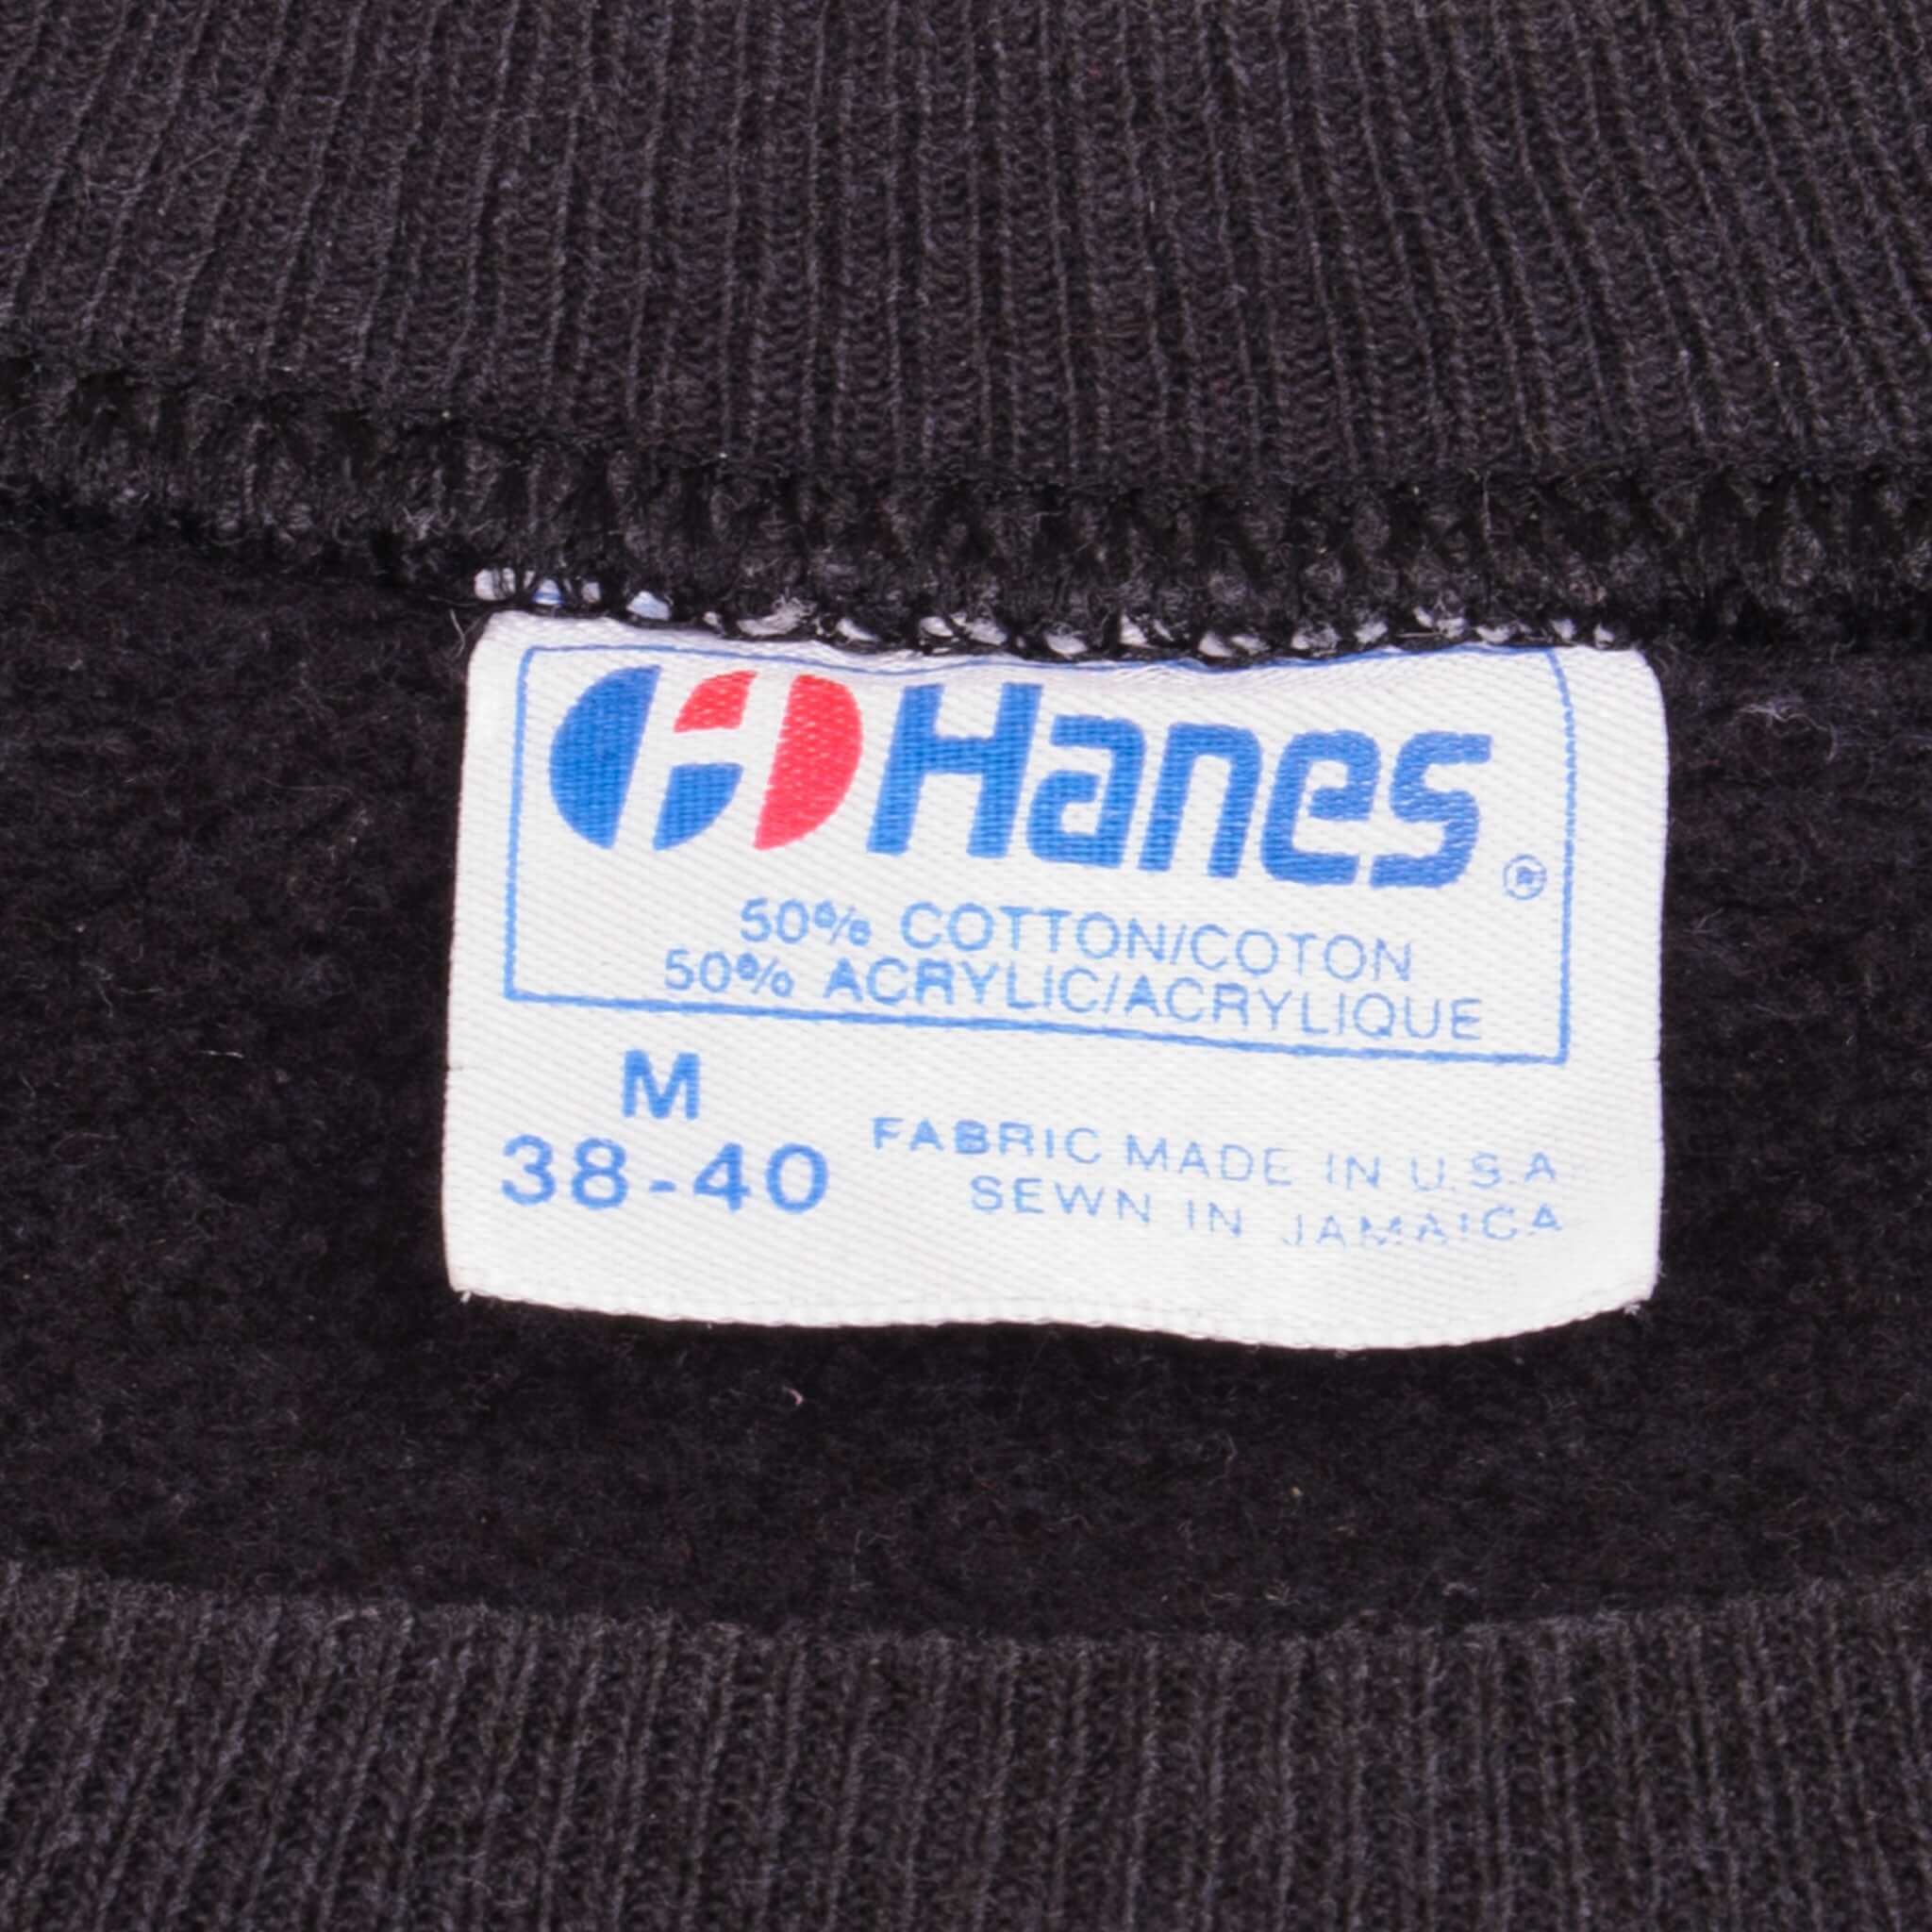 Hanes®
50% COTTON/COTON
50% ACRYLIC/ACRYLIQUE
M
38-40
FABRIC MADE IN U.S.A
SEWN IN JAMAICA